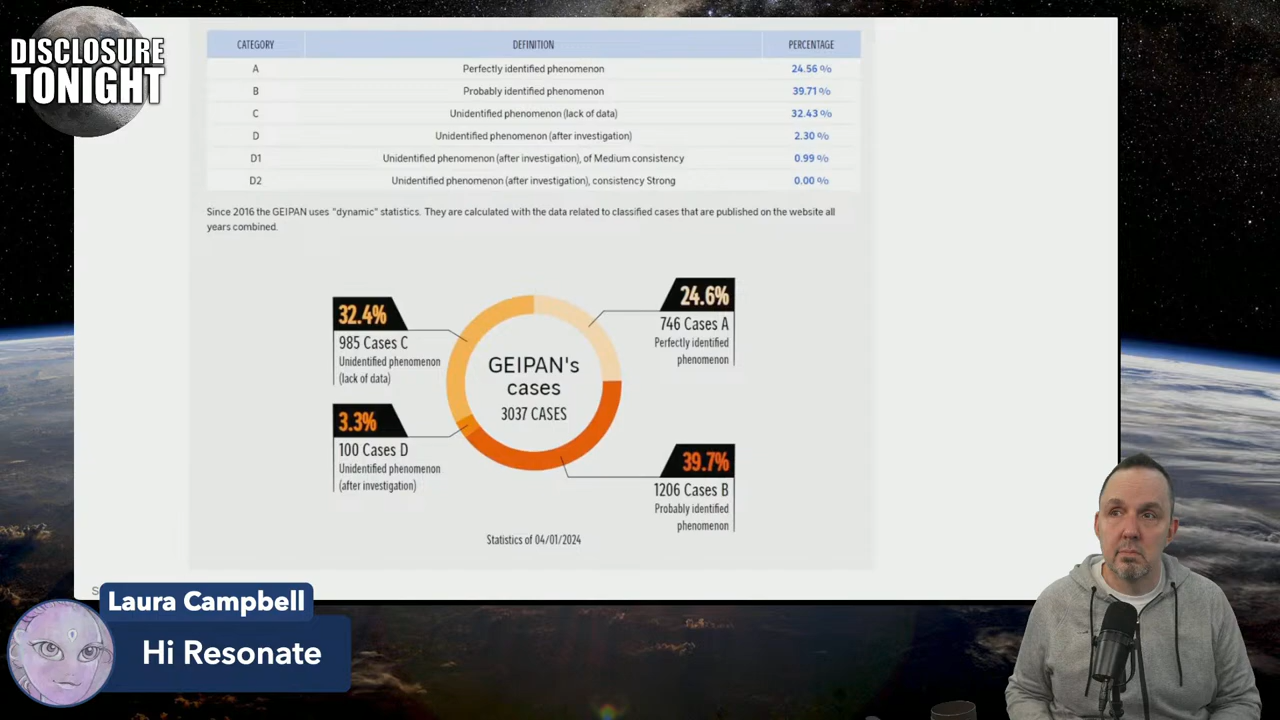 DISCLOSURE
TONIGHT
CATEGORY DEFINITION PERCENTAGE
A Perfectly identified phenomenon 24.56 %
B Probably identified phenomenon 39.71 %
C Unidentified phenomenon (lack of data) 32.43 %
D Unidentified phenomenon (after investigation) 2.30 %
D1 Unidentified phenomenon (after investigation), of Medium consistency 0.99 %
D2 Unidentified phenomenon (after investigation), consistency Strong 0.00 %
Since 2016 the GEIPAN uses "dynamic" statistics. They are calculated with the data related to classified cases that are published on the website all
years combined.
32.4%
985 Cases C
Unidentified phenomenon
(lack of data)
3.3%
100 Cases D
Unidentified phenomenon
(after investigation)
GEIPAN's
cases
3037 CASES
24.6%
746 Cases A
Perfectly identified
phenomenon
39.7%
1206 Cases B
Probably identified
phenomenon
Statistics of 04/01/2024
Laura Campbell
Hi Resonate